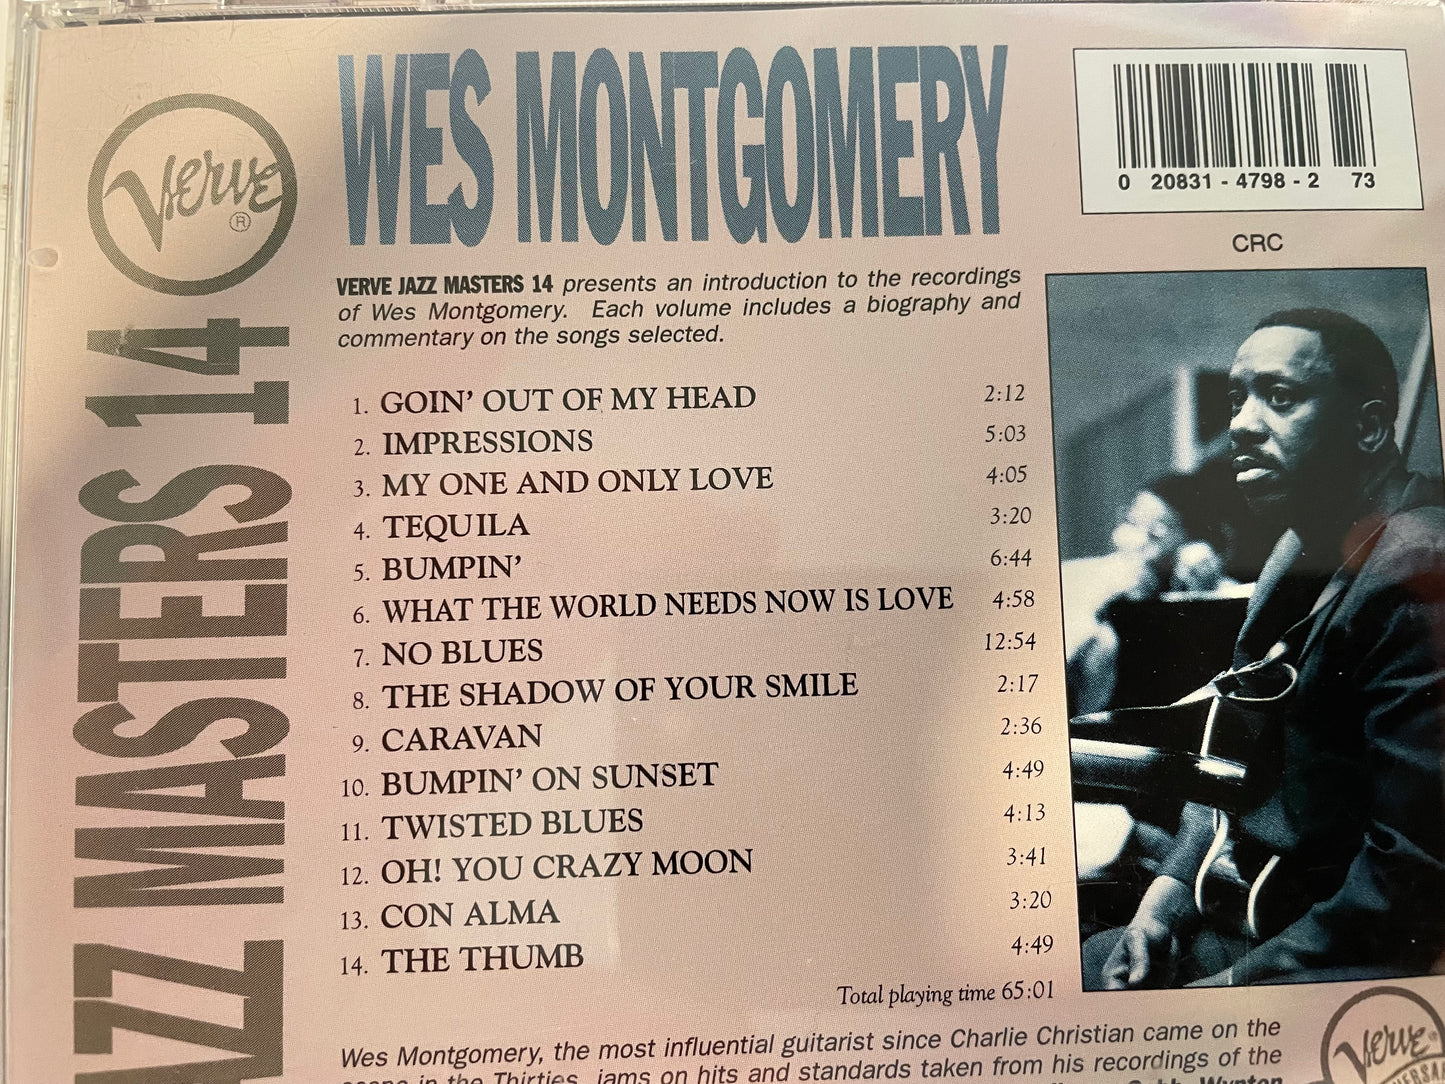 Verve
®
JAZZ MASTERS 14
WES MONTGOMERY
0 20831-4798-2 73
CRC
VERVE JAZZ MASTERS 14 presents an introduction to the recordings
of Wes Montgomery. Each volume includes a biography and
commentary on the songs selected.
1. GOIN’ OUT OF MY HEAD 2:12
2. IMPRESSIONS 5:03
3. MY ONE AND ONLY LOVE 4:05
4. TEQUILA 3:20
5. BUMPIN’ 6:44
6. WHAT THE WORLD NEEDS NOW IS LOVE 4:58
7. NO BLUES 12:54
8. THE SHADOW OF YOUR SMILE 2:17
9. CARAVAN 2:36
10. BUMPIN’ ON SUNSET 4:49
11. TWISTED BLUES 4:13
12. OH! YOU CRAZY MOON 3:41
13. CON ALMA 3:20
14. THE THUMB 4:49
Total playing time 65:01
Wes Montgomery, the most influential guitarist since Charlie Christian came on the
scene in the Thirties, jams on hits and standards taken from his recordings of the
Wynton
Verve